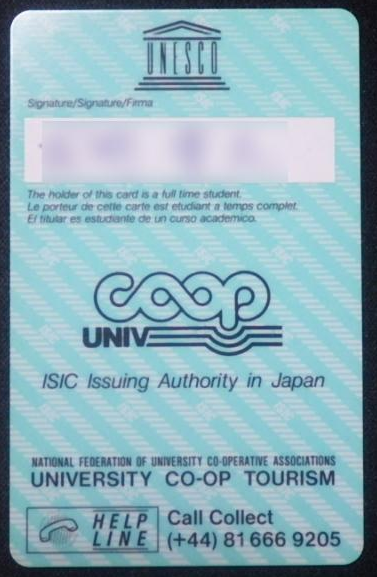 UNESCO
Signature/Signature/Firma
The holder of this card is a full time student.
Le porteur de cette carte est etudiant a temps complet.
El titular es estudiante de un curso academico.
coop
UNIV
ISIC Issuing Authority in Japan
NATIONAL FEDERATION OF UNIVERSITY CO-OPERATIVE ASSOCIATIONS
UNIVERSITY CO-OP TOURISM
HELP
LINE
Call Collect
(+44) 81 666 9205